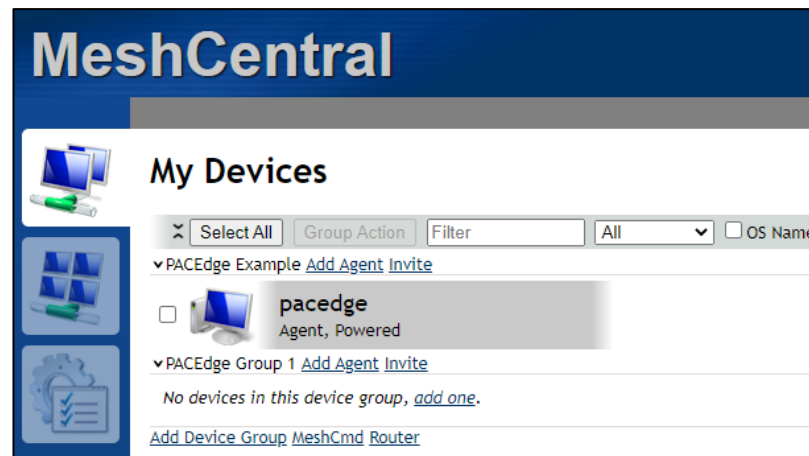 MeshCentral
My Devices
Select All Group Action Filter All OS Name
PACEdge Example Add Agent Invite
pacedge
Agent, Powered
PACEdge Group 1 Add Agent Invite
No devices in this device group, add one.
Add Device Group MeshCmd Router